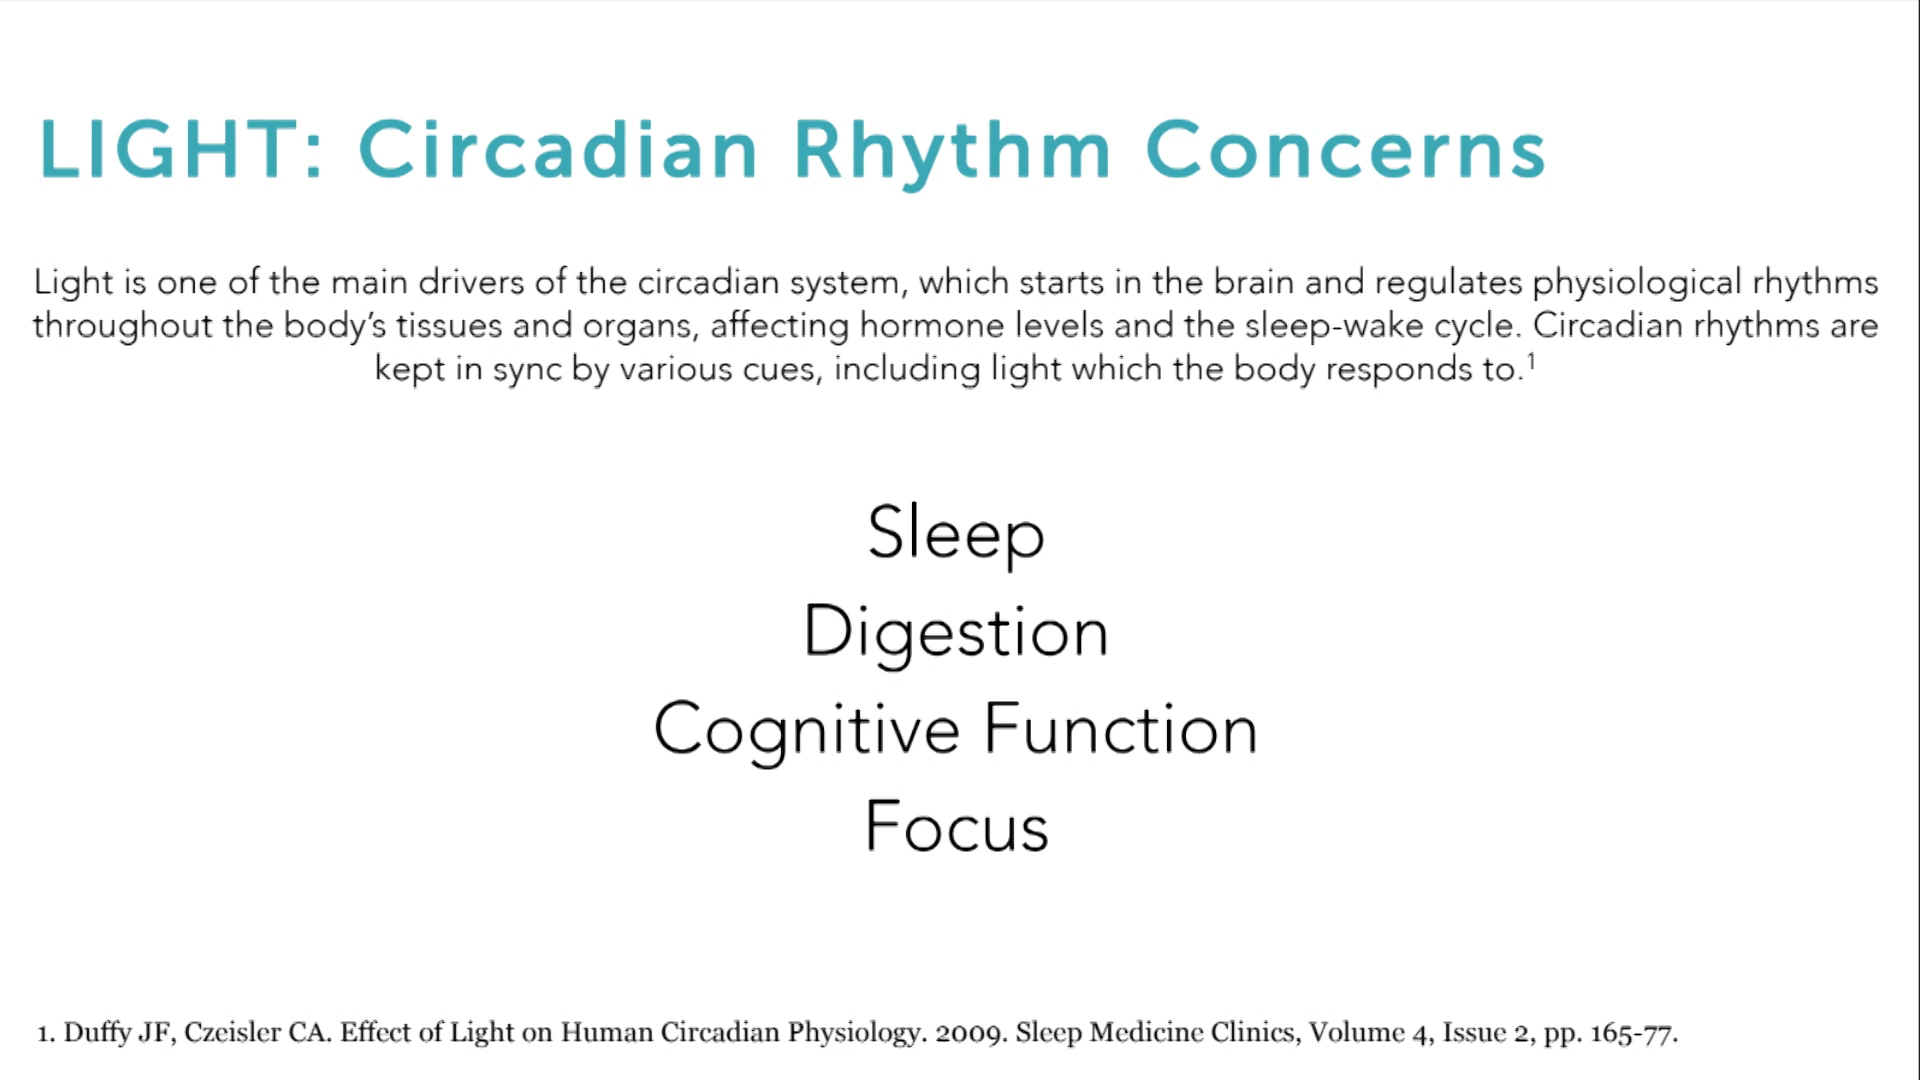 LIGHT: Circadian Rhythm Concerns
Light is one of the main drivers of the circadian system, which starts in the brain and regulates physiological rhythms
throughout the body's tissues and organs, affecting hormone levels and the sleep-wake cycle. Circadian rhythms are
kept in sync by various cues, including light which the body responds to.¹
Sleep
Digestion
Cognitive Function
Focus
1. Duffy JF, Czeisler CA. Effect of Light on Human Circadian Physiology. 2009. Sleep Medicine Clinics, Volume 4, Issue 2, pp. 165-77.